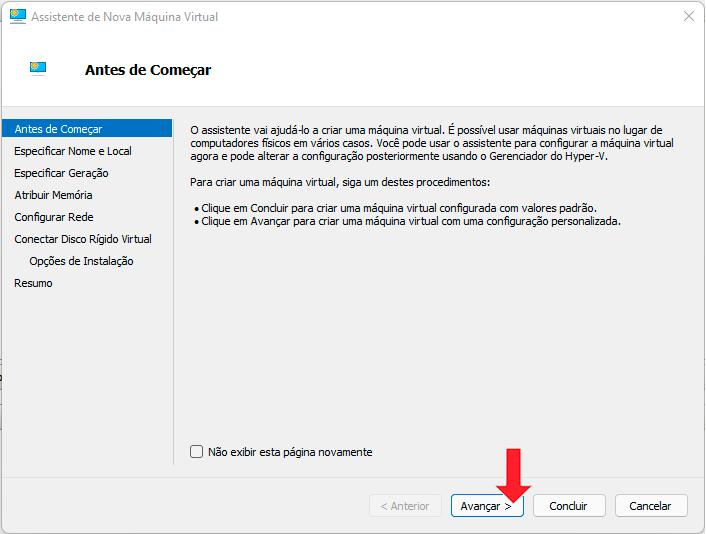 Assistente de Nova Máquina Virtual
Antes de Começar
Antes de Começar
Especificar Nome e Local
Especificar Geração
Atribuir Memória
Configurar Rede
Conectar Disco Rígido Virtual
Opções de Instalação
Resumo
O assistente vai ajudá-lo a criar uma máquina virtual. É possível usar máquinas virtuais no lugar de
computadores físicos em vários casos. Você pode usar o assistente para configurar a máquina virtual
agora e pode alterar a configuração posteriormente usando o Gerenciador do Hyper-V.
Para criar uma máquina virtual, siga um destes procedimentos:
• Clique em Concluir para criar uma máquina virtual configurada com valores padrão.
• Clique em Avançar para criar uma máquina virtual com uma configuração personalizada.
Não exibir esta página novamente
< Anterior
Avançar >
Concluir
Cancelar